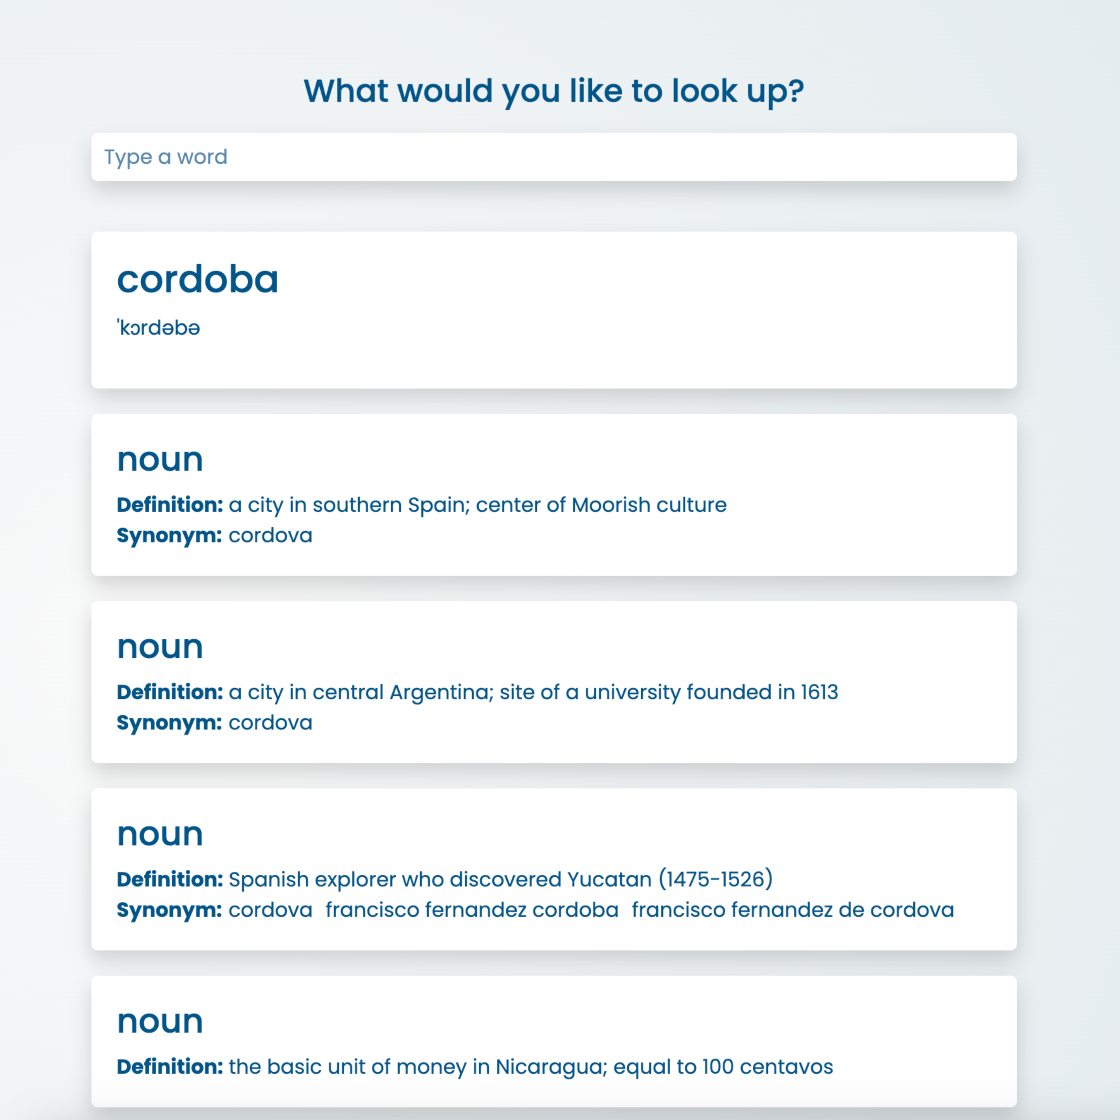 What would you like to look up?
Type a word
cordoba
'kɔrdəbə
noun
Definition: a city in southern Spain; center of Moorish culture
Synonym: cordova
noun
Definition: a city in central Argentina; site of a university founded in 1613
Synonym: cordova
noun
Definition: Spanish explorer who discovered Yucatan (1475-1526)
Synonym: cordova francisco fernandez cordoba francisco fernandez de cordova
noun
Definition: the basic unit of money in Nicaragua; equal to 100 centavos